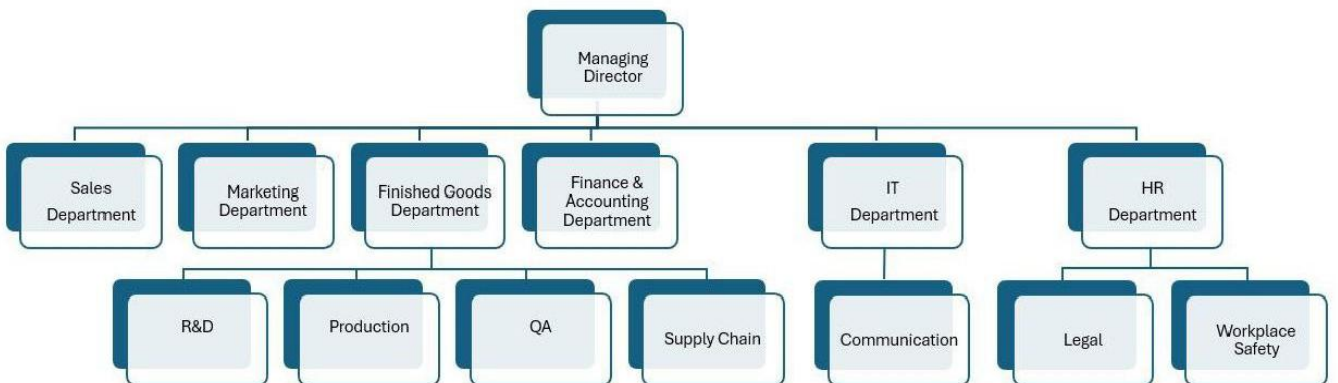 Managing
Director
Sales
Department
Marketing
Department
Finished Goods
Department
Finance &
Accounting
Department
IT
Department
HR
Department
R&D
Production
QA
Supply Chain
Communication
Legal
Workplace
Safety